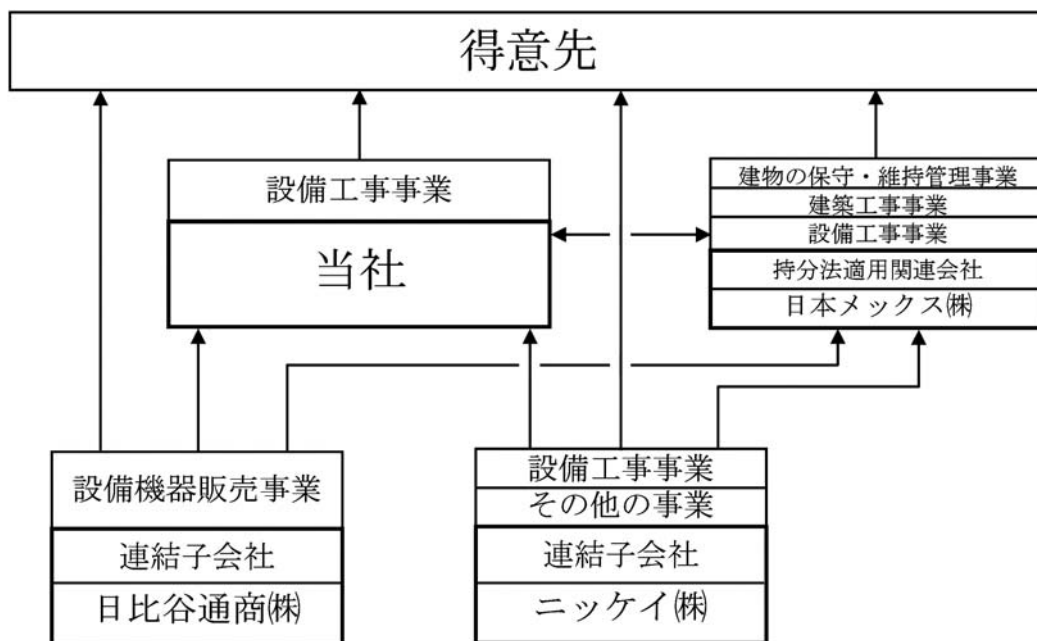 得意先
設備工事事業
当社
建物の保守・維持管理事業
建築工事事業
設備工事事業
持分法適用関連会社
日本メックス㈱
設備機器販売事業
連結子会社
日比谷通商㈱
設備工事事業
その他の事業
連結子会社
ニッケイ㈱